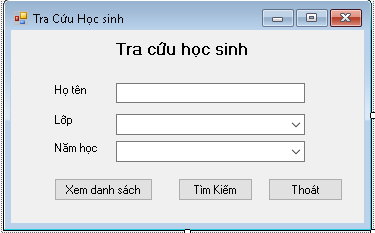 Tra Cứu Học sinh
Tra cứu học sinh
Họ tên
Lớp
Năm học
Xem danh sách
Tìm Kiếm
Thoát